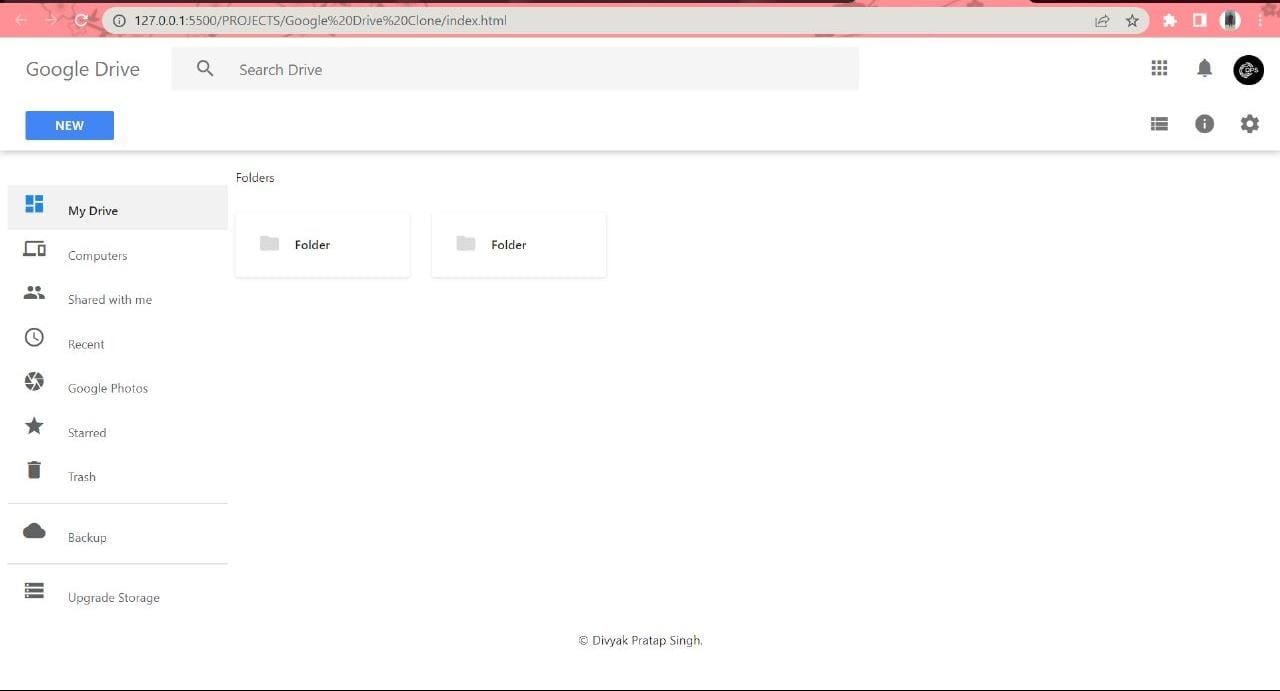 127.0.0.1:5500/PROJECTS/Google%20Drive%20Clone/index.html
Google Drive
Search Drive
NEW
Folders
My Drive
Folder
Folder
Computers
Shared with me
Recent
Google Photos
Starred
Trash
Backup
Upgrade Storage
© Divyak Pratap Singh.